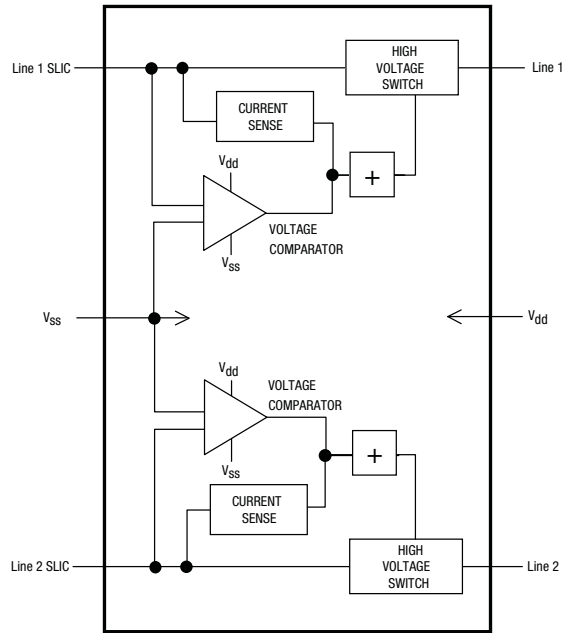 HIGH
VOLTAGE
SWITCH
Line 1 SLIC
Line 1
CURRENT
SENSE
Vdd
+
VOLTAGE
COMPARATOR
Vss
Vss
Vdd
Vdd
VOLTAGE
COMPARATOR
+
Vss
CURRENT
SENSE
HIGH
VOLTAGE
SWITCH
Line 2 SLIC
Line 2